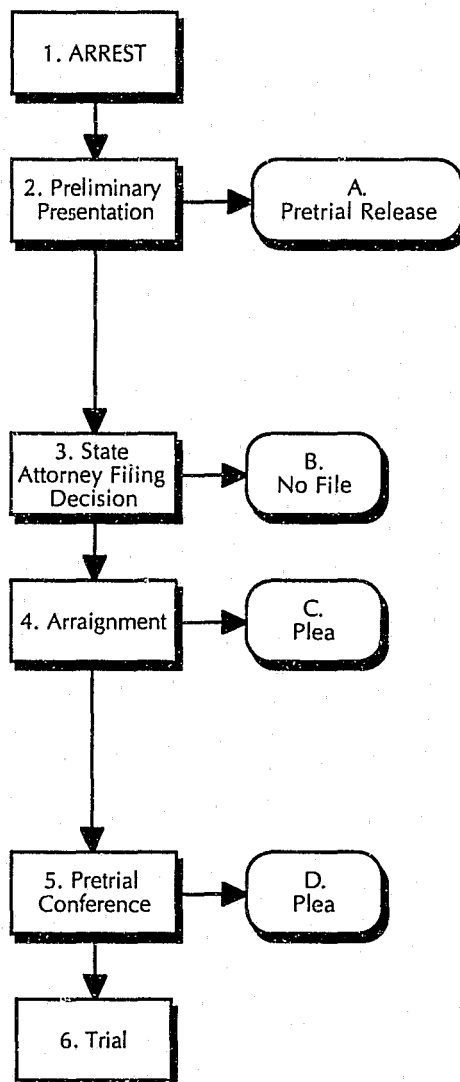 1. ARREST
2. Preliminary
Presentation
A.
Pretrial Release
3. State
Attorney Filing
Decision
B.
No File
4. Arraignment
C.
Plea
5. Pretrial
Conference
D.
Plea
6. Trial